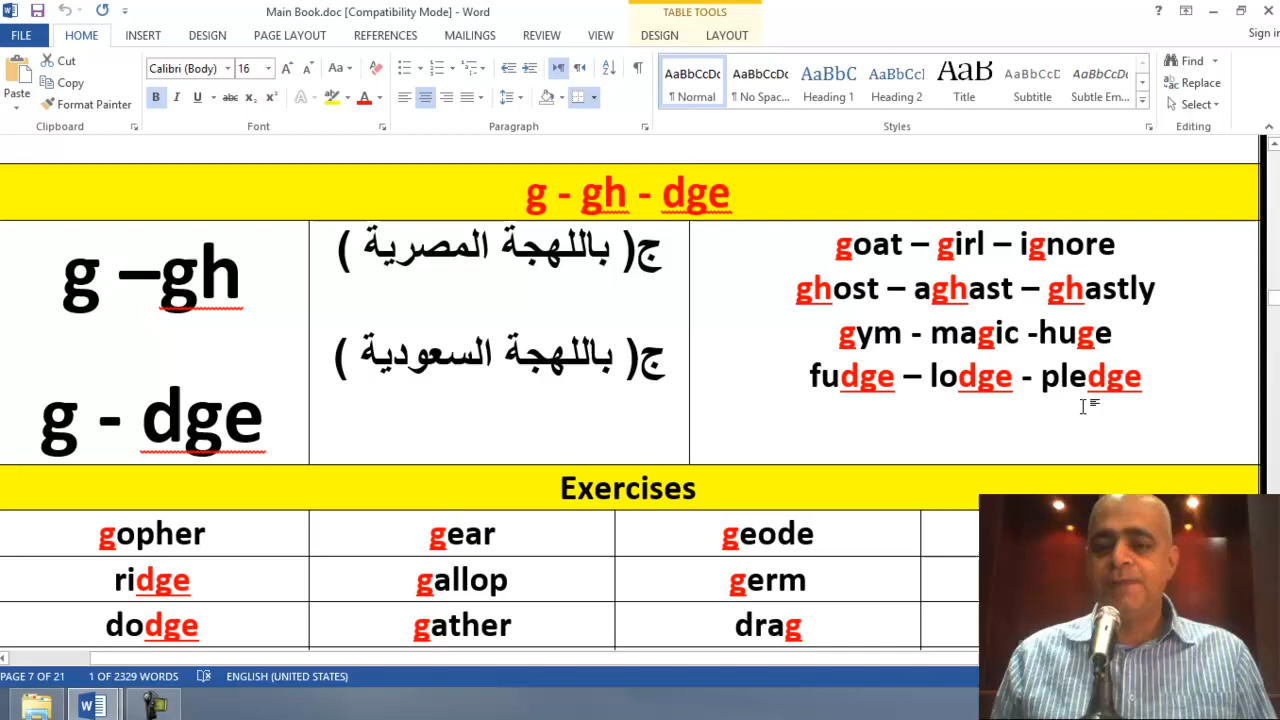 Main Book.doc [Compatibility Mode] - Word
TABLE TOOLS
FILE HOME INSERT DESIGN PAGE LAYOUT REFERENCES MAILINGS REVIEW VIEW DESIGN LAYOUT Sign in
Paste
Cut
Copy
Format Painter
Clipboard
Calibri (Body) 16
Font
Paragraph
AaBbCcDc AaBbCcDc AaBbC AaBbCcI AaB AaBbCcDc AaBbCcDc
¶ Normal ¶ No Spac... Heading 1 Heading 2 Title Subtitle Subtle Em...
Styles
Find
Replace
Select
Editing
g - gh - dge
g –gh
g - dge
ج( باللهجة المصرية )
ج( باللهجة السعودية )
goat – girl – ignore
ghost – aghast – ghastly
gym - magic -huge
fudge – lodge - pledge
Exercises
gopher gear geode
ridge gallop germ
dodge gather drag
PAGE 7 OF 21 1 OF 2329 WORDS ENGLISH (UNITED STATES)